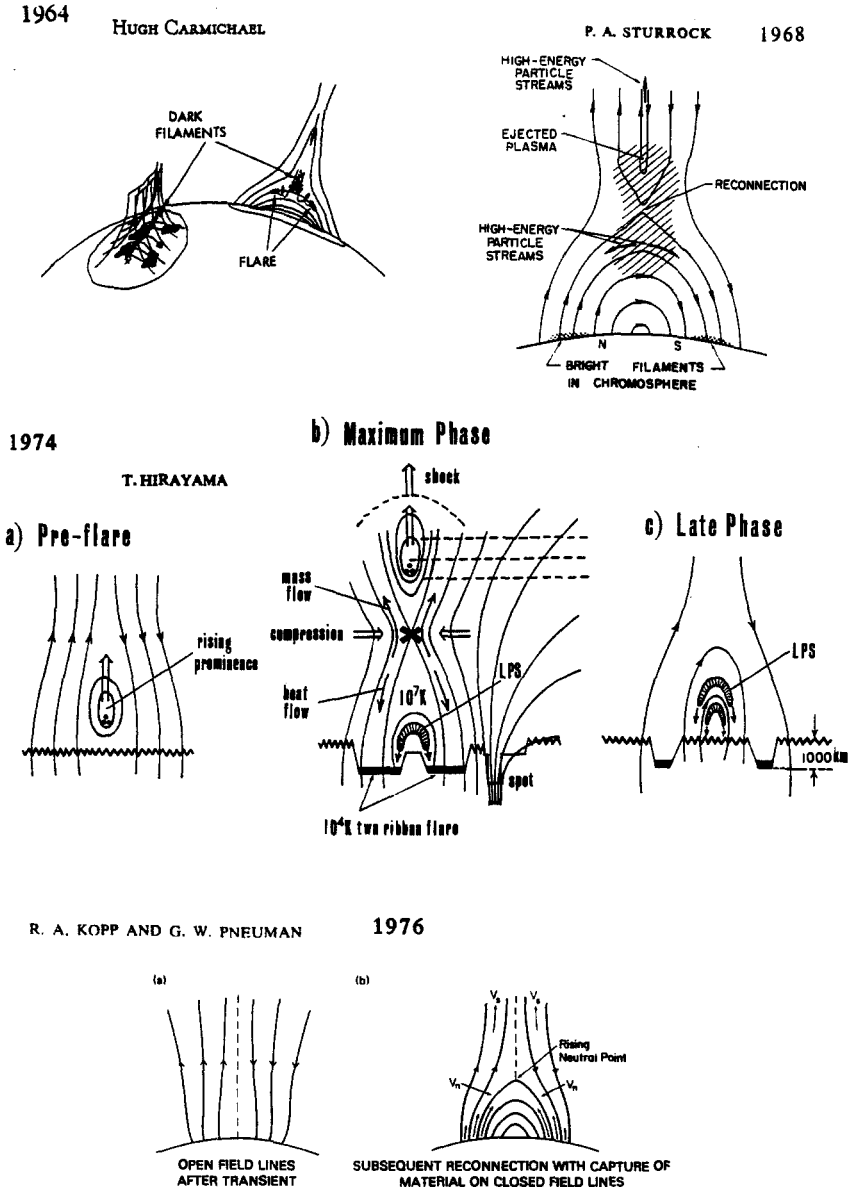 1964
HUGH CARMICHAEL
DARK
FILAMENTS
FLARE
P. A. STURROCK 1968
HIGH-ENERGY
PARTICLE
STREAMS
EJECTED
PLASMA
RECONNECTION
HIGH-ENERGY
PARTICLE
STREAMS
N S
BRIGHT FILAMENTS
IN CHROMOSPHERE
1974
T. HIRAYAMA
a) Pre-flare
rising
prominence
b) Maximum Phase
shock
mass
flow
compression
heat
flow
10⁷K
LPS
spot
10⁴K two ribbon flare
c) Late Phase
LPS
1000 km
R. A. KOPP AND G. W. PNEUMAN 1976
(a)
OPEN FIELD LINES
AFTER TRANSIENT
(b)
Vs Vs
Rising
Neutral Point
Vn Vn
SUBSEQUENT RECONNECTION WITH CAPTURE OF
MATERIAL ON CLOSED FIELD LINES